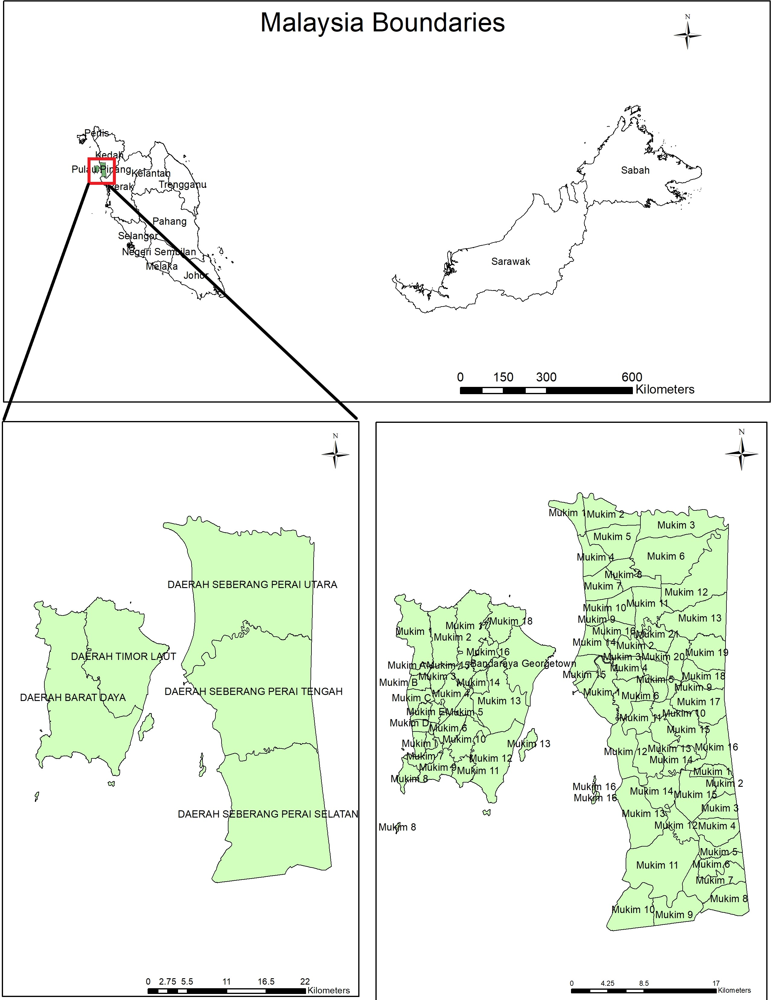 Malaysia Boundaries
N
Perlis
Kedah
Pulau Pinang
Kelantan
Perak
Trengganu
Pahang
Selangor
Negeri Sembilan
Melaka
Johor
Sabah
Sarawak
0 150 300 600
Kilometers
N
DAERAH SEBERANG PERAI UTARA
DAERAH TIMOR LAUT
DAERAH SEBERANG PERAI TENGAH
DAERAH BARAT DAYA
DAERAH SEBERANG PERAI SELATAN
0 2.75 5.5 11 16.5 22
Kilometers
N
Mukim 1
Mukim 2
Mukim 3
Mukim 5
Mukim 4
Mukim 6
Mukim 8
Mukim 7
Mukim 12
Mukim 11
Mukim 10
Mukim 9
Mukim 13
Mukim 16
Mukim 21
Mukim 14
Mukim 2
Mukim 19
Mukim 3
Mukim 20
Mukim 4
Mukim 15
Mukim 5
Mukim 18
Mukim 9
Mukim 1
Mukim 6
Mukim 17
Mukim 11
Mukim 10
Mukim 15
Mukim 12
Mukim 13
Mukim 16
Mukim 14
Mukim 1
Mukim 2
Mukim 14
Mukim 15
Mukim 3
Mukim 13
Mukim 12
Mukim 4
Mukim 5
Mukim 11
Mukim 6
Mukim 7
Mukim 8
Mukim 10
Mukim 9
Mukim 17
Mukim 18
Mukim 1
Mukim 2
Mukim 16
Mukim A
Mukim 15
Bandaraya Georgetown
Mukim 3
Mukim B
Mukim 14
Mukim 4
Mukim C
Mukim 13
Mukim E
Mukim 5
Mukim D
Mukim 6
Mukim 10
Mukim I
Mukim 13
Mukim 7
Mukim 12
Mukim 9
Mukim 11
Mukim 8
Mukim 16
Mukim 16
Mukim 8
0 4.25 8.5 17
Kilometers